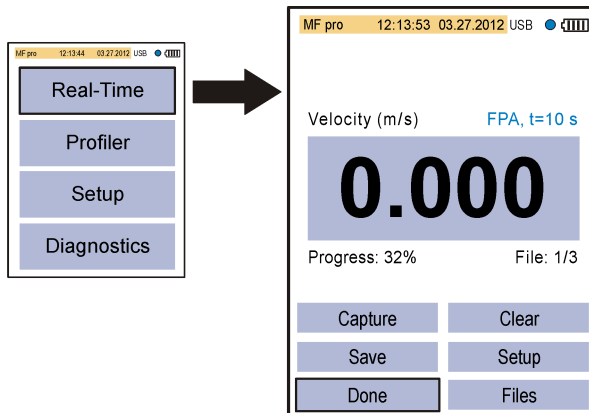 MF pro 12:13:44 03.27.2012 USB
Real-Time
Profiler
Setup
Diagnostics
MF pro 12:13:53 03.27.2012 USB
Velocity (m/s) FPA, t=10 s
0.000
Progress: 32% File: 1/3
Capture Clear
Save Setup
Done Files